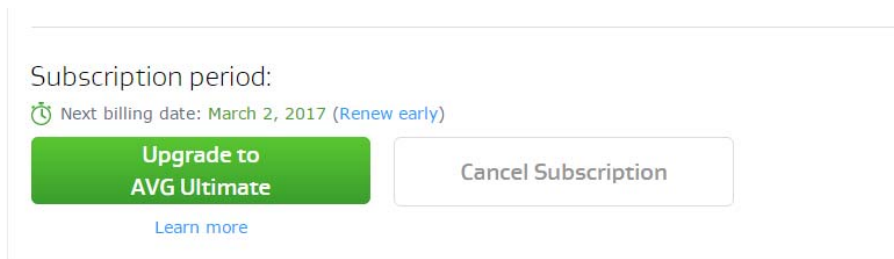 Subscription period:
Next billing date: March 2, 2017 (Renew early)
Upgrade to
AVG Ultimate
Cancel Subscription
Learn more